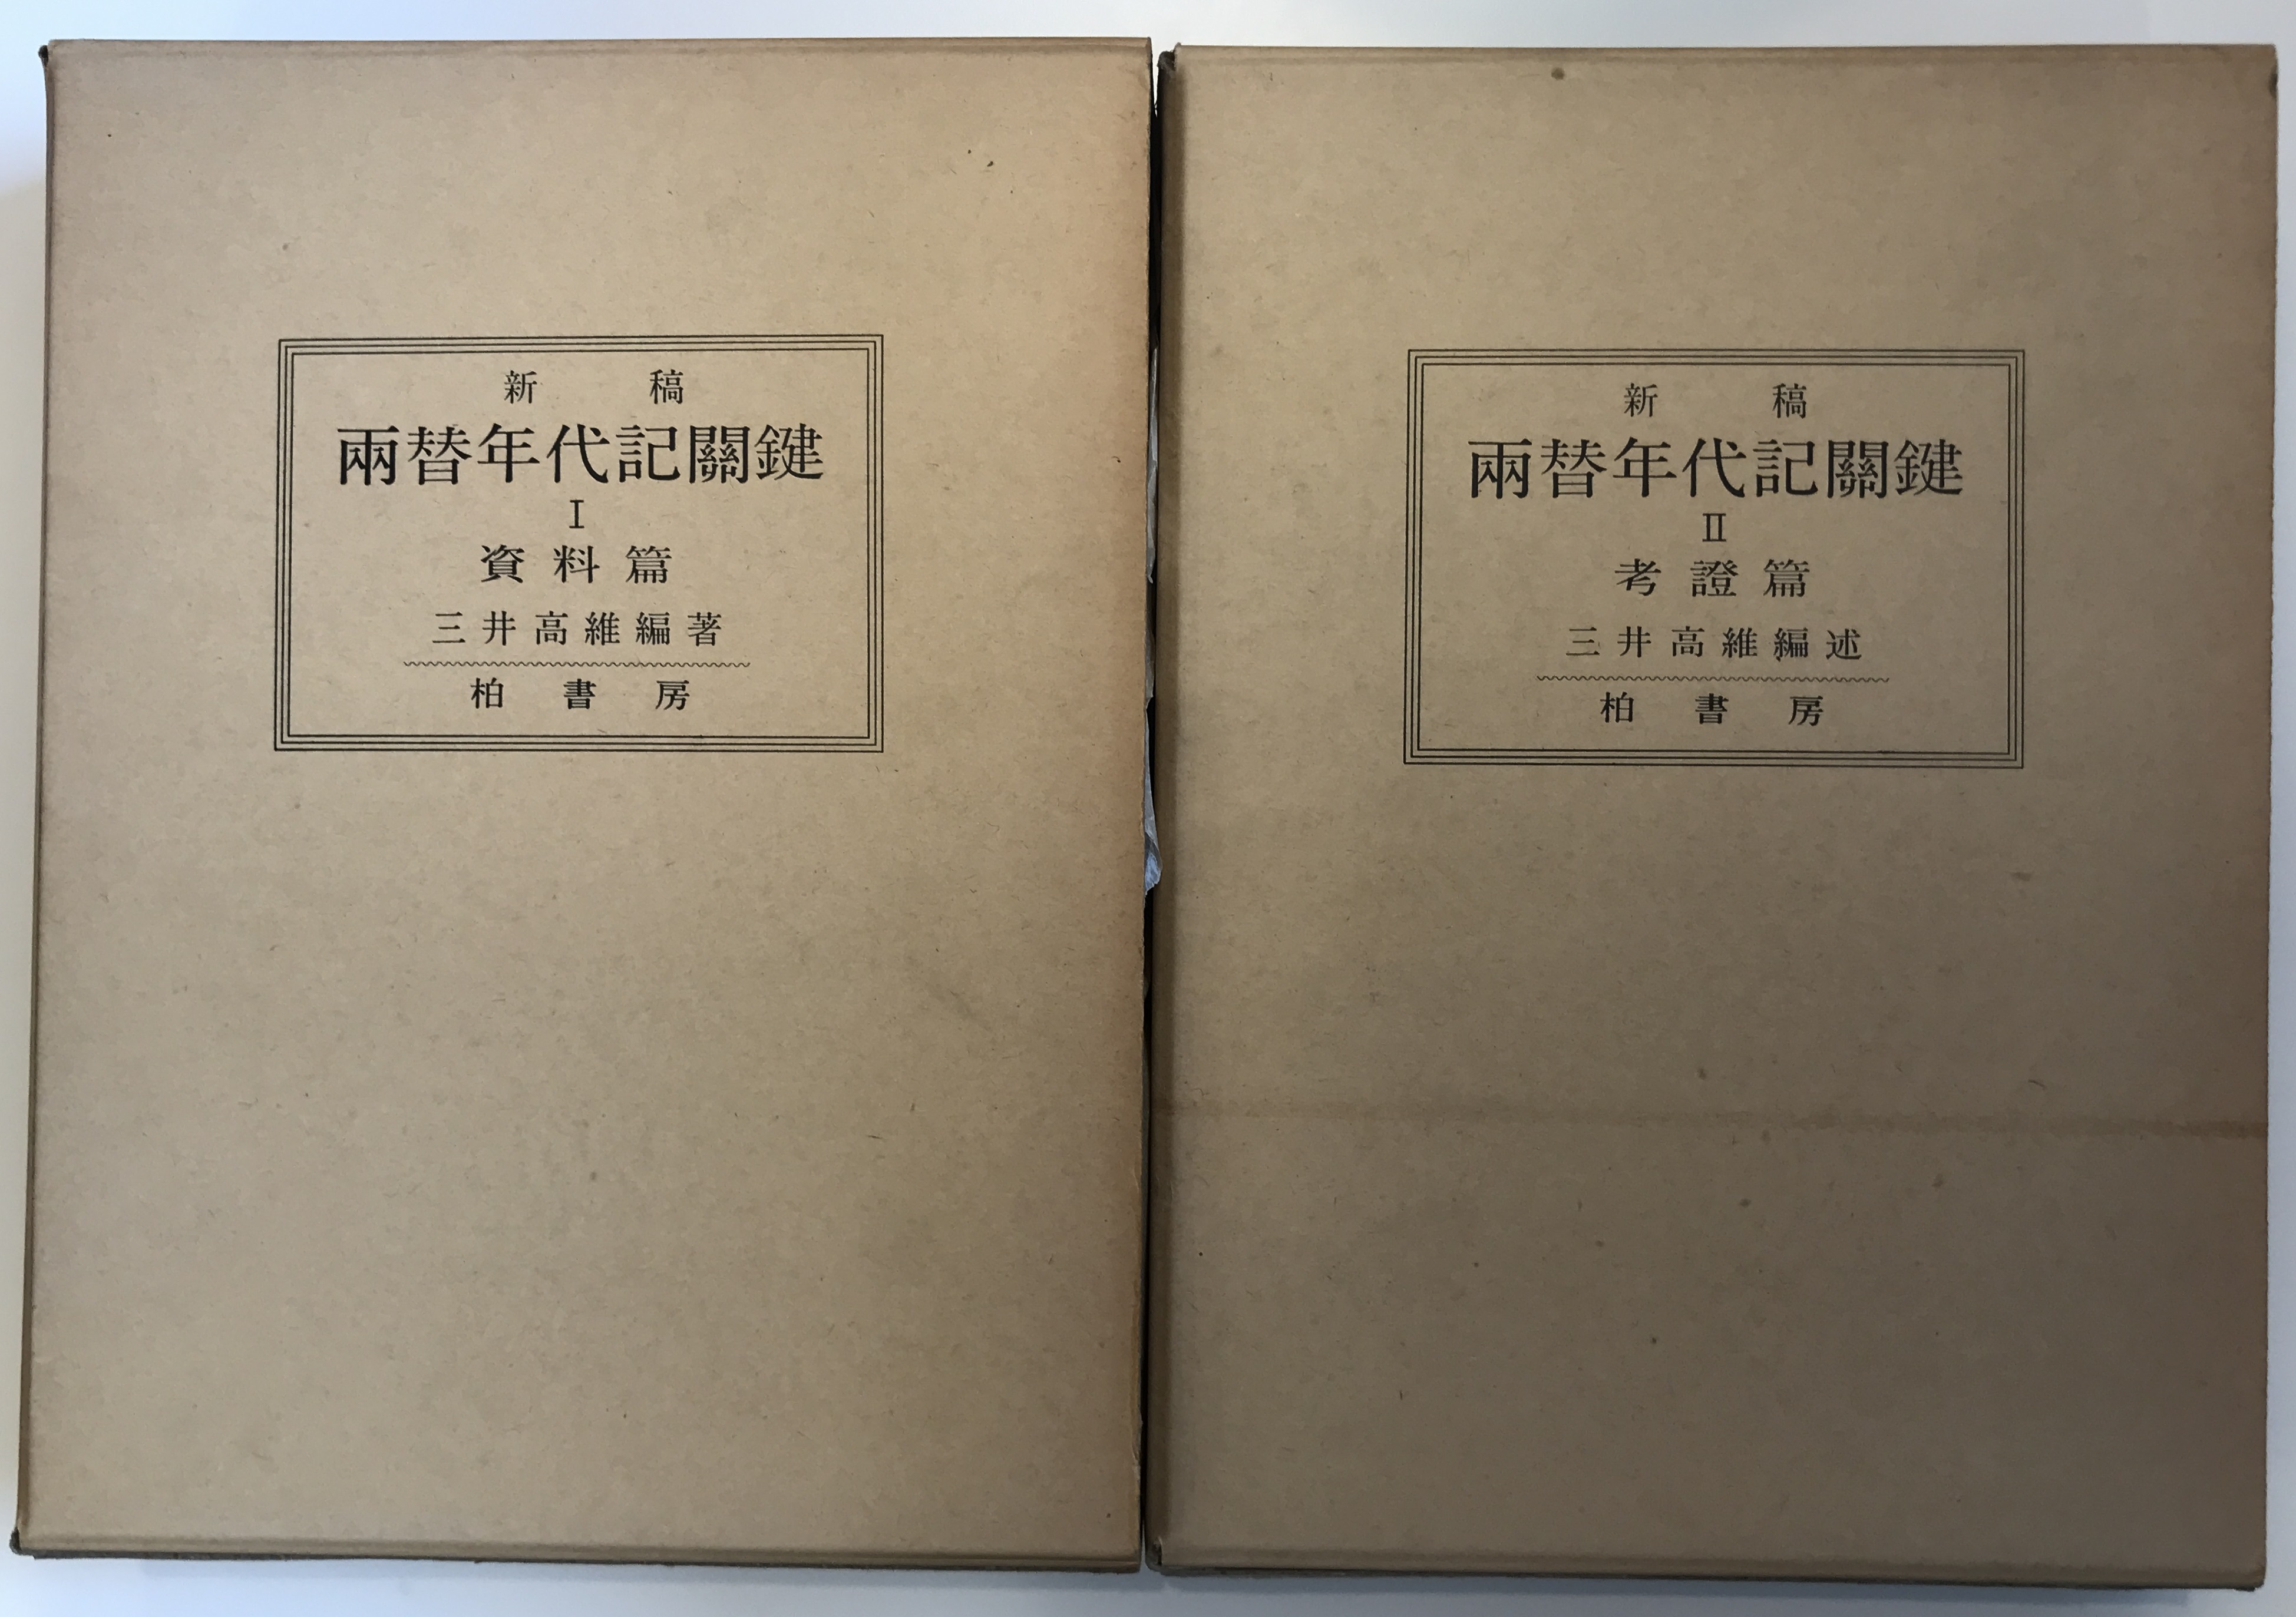 新稿
兩替年代記關鍵
I
資料篇
三井高維編著
柏書房
新稿
兩替年代記關鍵
II
考證篇
三井高維編述
柏書房